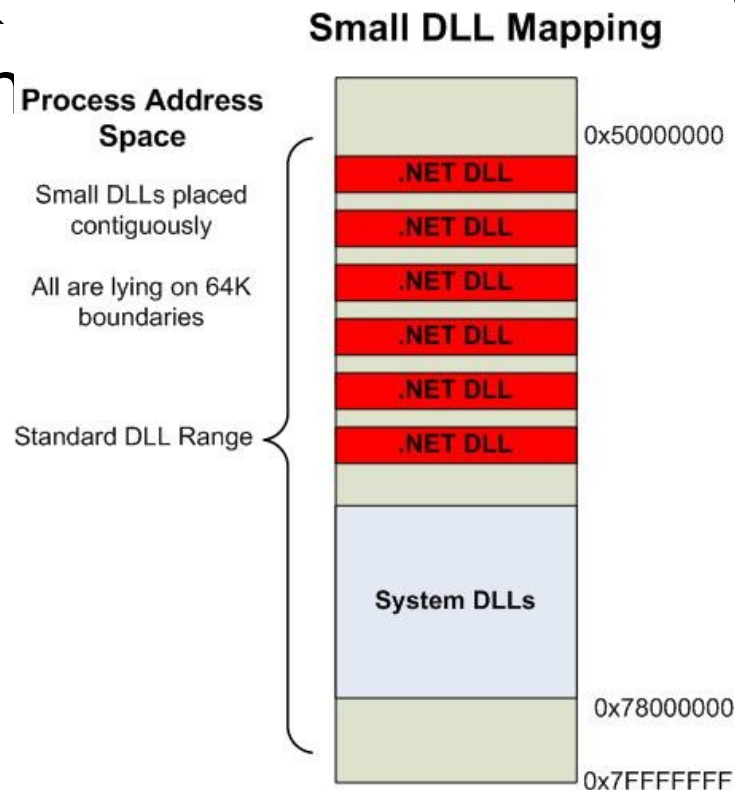 Small DLL Mapping
Process Address
Space
0x50000000
Small DLLs placed
contiguously
All are lying on 64K
boundaries
Standard DLL Range
.NET DLL
.NET DLL
.NET DLL
.NET DLL
.NET DLL
.NET DLL
System DLLs
0x78000000
0x7FFFFFFF